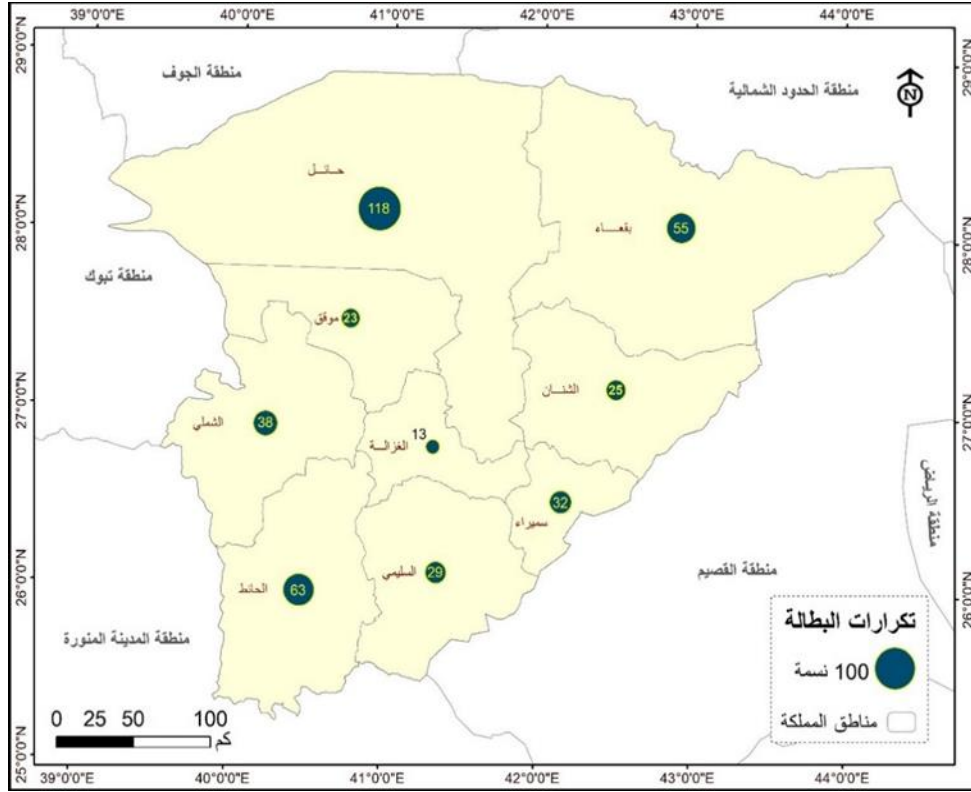 39°0'0"E 40°0'0"E 41°0'0"E 42°0'0"E 43°0'0"E 44°0'0"E
29°0'0"N
29°0'0"N
منطقة الجوف
منطقة الحدود الشمالية
N
حـــائــــل
118
28°0'0"N
28°0'0"N
بقعـــــاء
55
منطقة تبوك
موقق
23
الشنـــــان
25
27°0'0"N
27°0'0"N
الشملي
38
13
الغزالـــة
منطقة الرياض
سميراء
32
السليمي
29
الحائط
63
منطقة القصيم
26°0'0"N
26°0'0"N
منطقة المدينة المنورة
تكرارات البطالة
100 نسمة
مناطق المملكة
0 25 50 100
كم
25°0'0"N
39°0'0"E 40°0'0"E 41°0'0"E 42°0'0"E 43°0'0"E 44°0'0"E